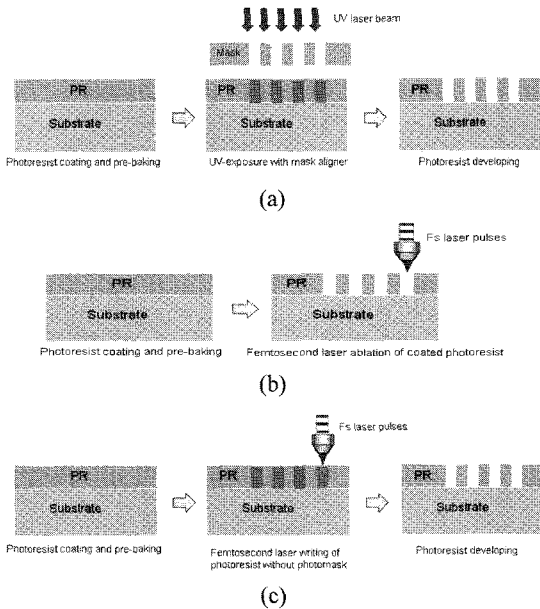 UV laser beam
Mask
PR
Substrate
Photoresist coating and pre-baking
PR
Substrate
UV-exposure with mask aligner
PR
Substrate
Photoresist developing
(a)
Fs laser pulses
PR
Substrate
Photoresist coating and pre-baking
PR
Substrate
Femtosecond laser ablation of coated photoresist
(b)
Fs laser pulses
PR
Substrate
Photoresist coating and pre-baking
PR
Substrate
Femtosecond laser writing of
photoresist without photomask
PR
Substrate
Photoresist developing
(c)